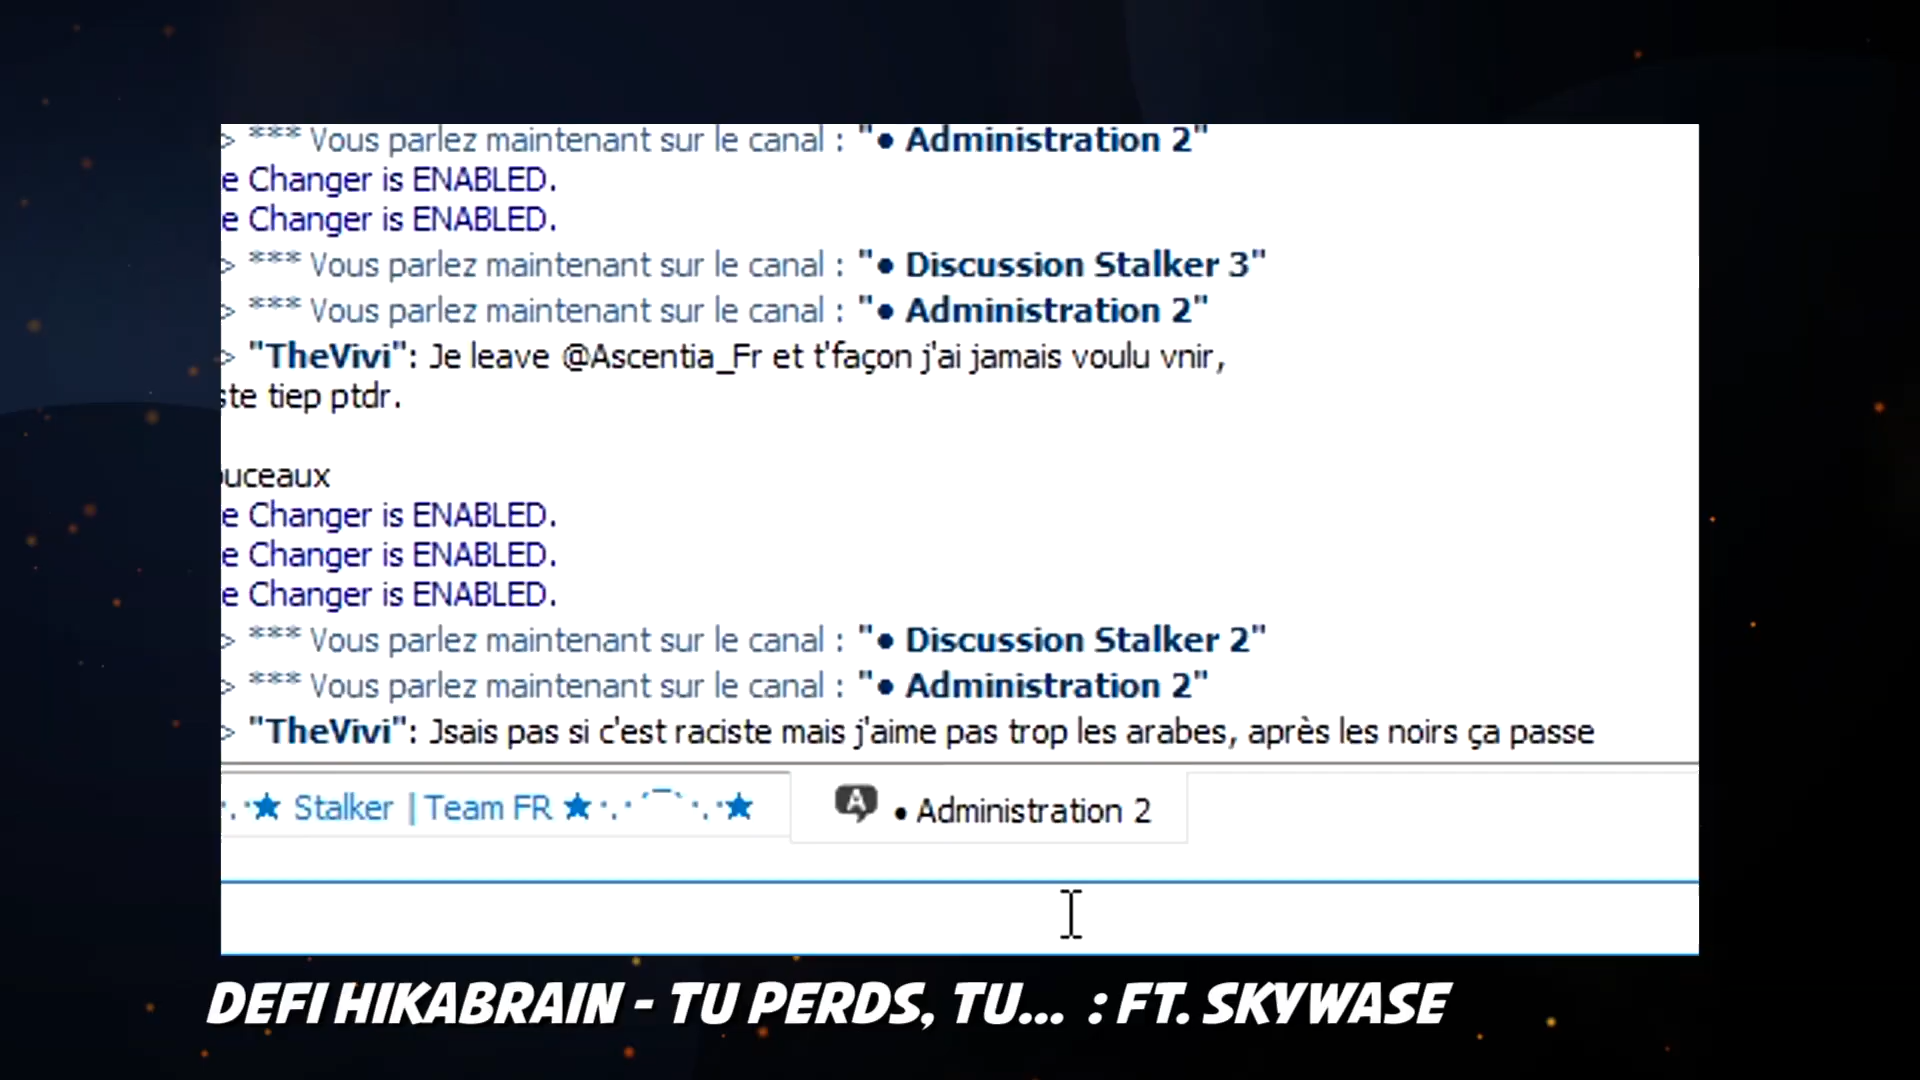 > *** Vous parlez maintenant sur le canal : "● Administration 2"
e Changer is ENABLED.
e Changer is ENABLED.
> *** Vous parlez maintenant sur le canal : "● Discussion Stalker 3"
> *** Vous parlez maintenant sur le canal : "● Administration 2"
> "TheVivi": Je leave @Ascentia_Fr et t'façon j'ai jamais voulu vnir,
ste tiep ptdr.
uceaux
e Changer is ENABLED.
e Changer is ENABLED.
e Changer is ENABLED.
> *** Vous parlez maintenant sur le canal : "● Discussion Stalker 2"
> *** Vous parlez maintenant sur le canal : "● Administration 2"
> "TheVivi": Jsais pas si c'est raciste mais j'aime pas trop les arabes, après les noirs ça passe
.·★ Stalker | Team FR ★·.·´¯`·.·★
A ● Administration 2
DEFI HIKABRAIN - TU PERDS, TU... : FT. SKYWASE